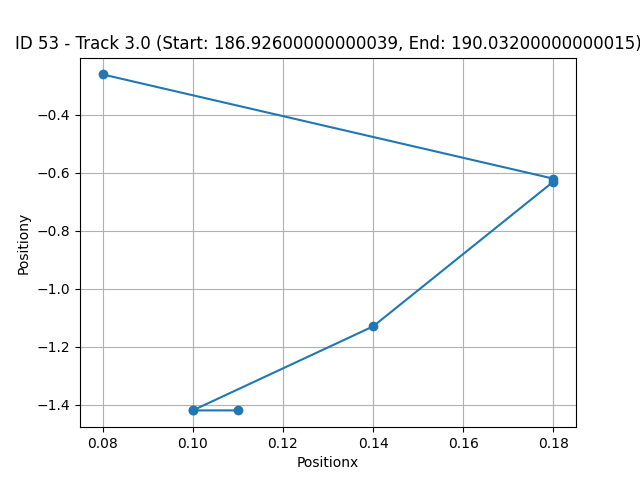 ID 53 - Track 3.0 (Start: 186.92600000000039, End: 190.03200000000015)
−0.4
−0.6
−0.8
−1.0
−1.2
−1.4
Positiony
0.08 0.10 0.12 0.14 0.16 0.18
Positionx